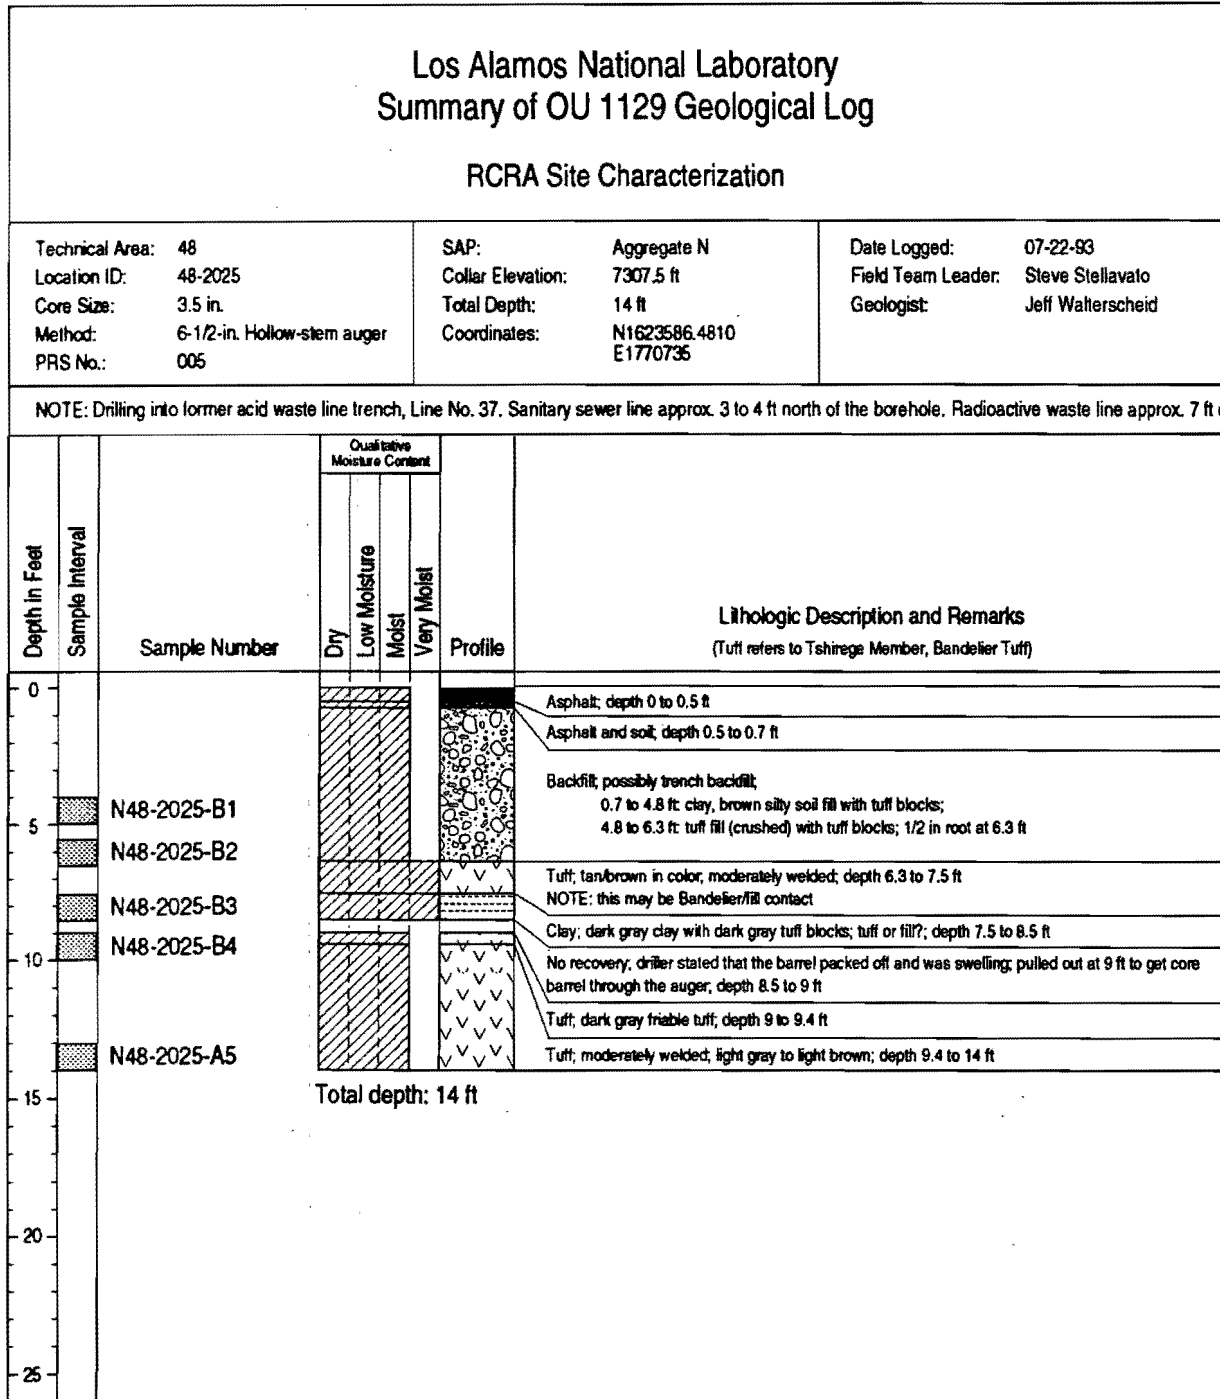 Los Alamos National Laboratory
Summary of OU 1129 Geological Log
RCRA Site Characterization
Technical Area: 48
Location ID: 48-2025
Core Size: 3.5 in.
Method: 6-1/2-in. Hollow-stem auger
PRS No.: 005
SAP: Aggregate N
Collar Elevation: 7307.5 ft
Total Depth: 14 ft
Coordinates: N1623586.4810
E1770735
Date Logged: 07-22-93
Field Team Leader: Steve Stellavato
Geologist: Jeff Walterscheid
NOTE: Drilling into former acid waste line trench, Line No. 37. Sanitary sewer line approx. 3 to 4 ft north of the borehole. Radioactive waste line approx. 7 ft
Depth in Feet
Sample Interval
Sample Number
Qualitative
Moisture Content
Dry
Low Moisture
Moist
Very Moist
Profile
Lithologic Description and Remarks
(Tuff refers to Tshirege Member, Bandelier Tuff)
0
Asphalt; depth 0 to 0.5 ft
Asphalt and soil; depth 0.5 to 0.7 ft
Backfill; possibly trench backfill;
0.7 to 4.8 ft: clay, brown silty soil fill with tuff blocks;
4.8 to 6.3 ft: tuff fill (crushed) with tuff blocks; 1/2 in root at 6.3 ft
N48-2025-B1
5
N48-2025-B2
Tuff; tan/brown in color, moderately welded; depth 6.3 to 7.5 ft
NOTE: this may be Bandelier/fill contact
N48-2025-B3
Clay; dark gray clay with dark gray tuff blocks; tuff or fill?; depth 7.5 to 8.5 ft
N48-2025-B4
10
No recovery; driller stated that the barrel packed off and was swelling; pulled out at 9 ft to get core
barrel through the auger; depth 8.5 to 9 ft
Tuff; dark gray friable tuff; depth 9 to 9.4 ft
N48-2025-A5
Tuff; moderately welded; light gray to light brown; depth 9.4 to 14 ft
Total depth: 14 ft
15
20
25